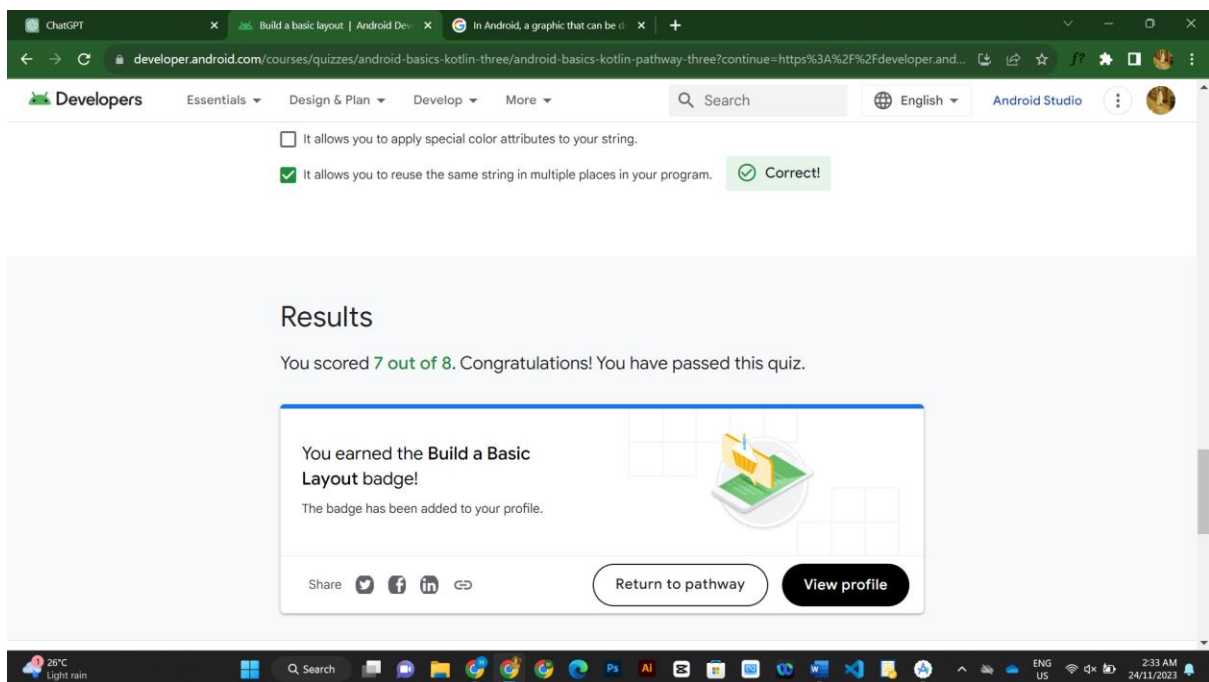 ChatGPT
Build a basic layout | Android Dev
In Android, a graphic that can be d
developer.android.com/courses/quizzes/android-basics-kotlin-three/android-basics-kotlin-pathway-three?continue=https%3A%2F%2Fdeveloper.and...
f?
Developers Essentials Design & Plan Develop More Search English Android Studio
It allows you to apply special color attributes to your string.
It allows you to reuse the same string in multiple places in your program. Correct!
Results
You scored 7 out of 8. Congratulations! You have passed this quiz.
You earned the Build a Basic
Layout badge!
The badge has been added to your profile.
Share Return to pathway View profile
1
26°C
Light rain
Search
Ps
Ai
ENG
US
2:33 AM
24/11/2023